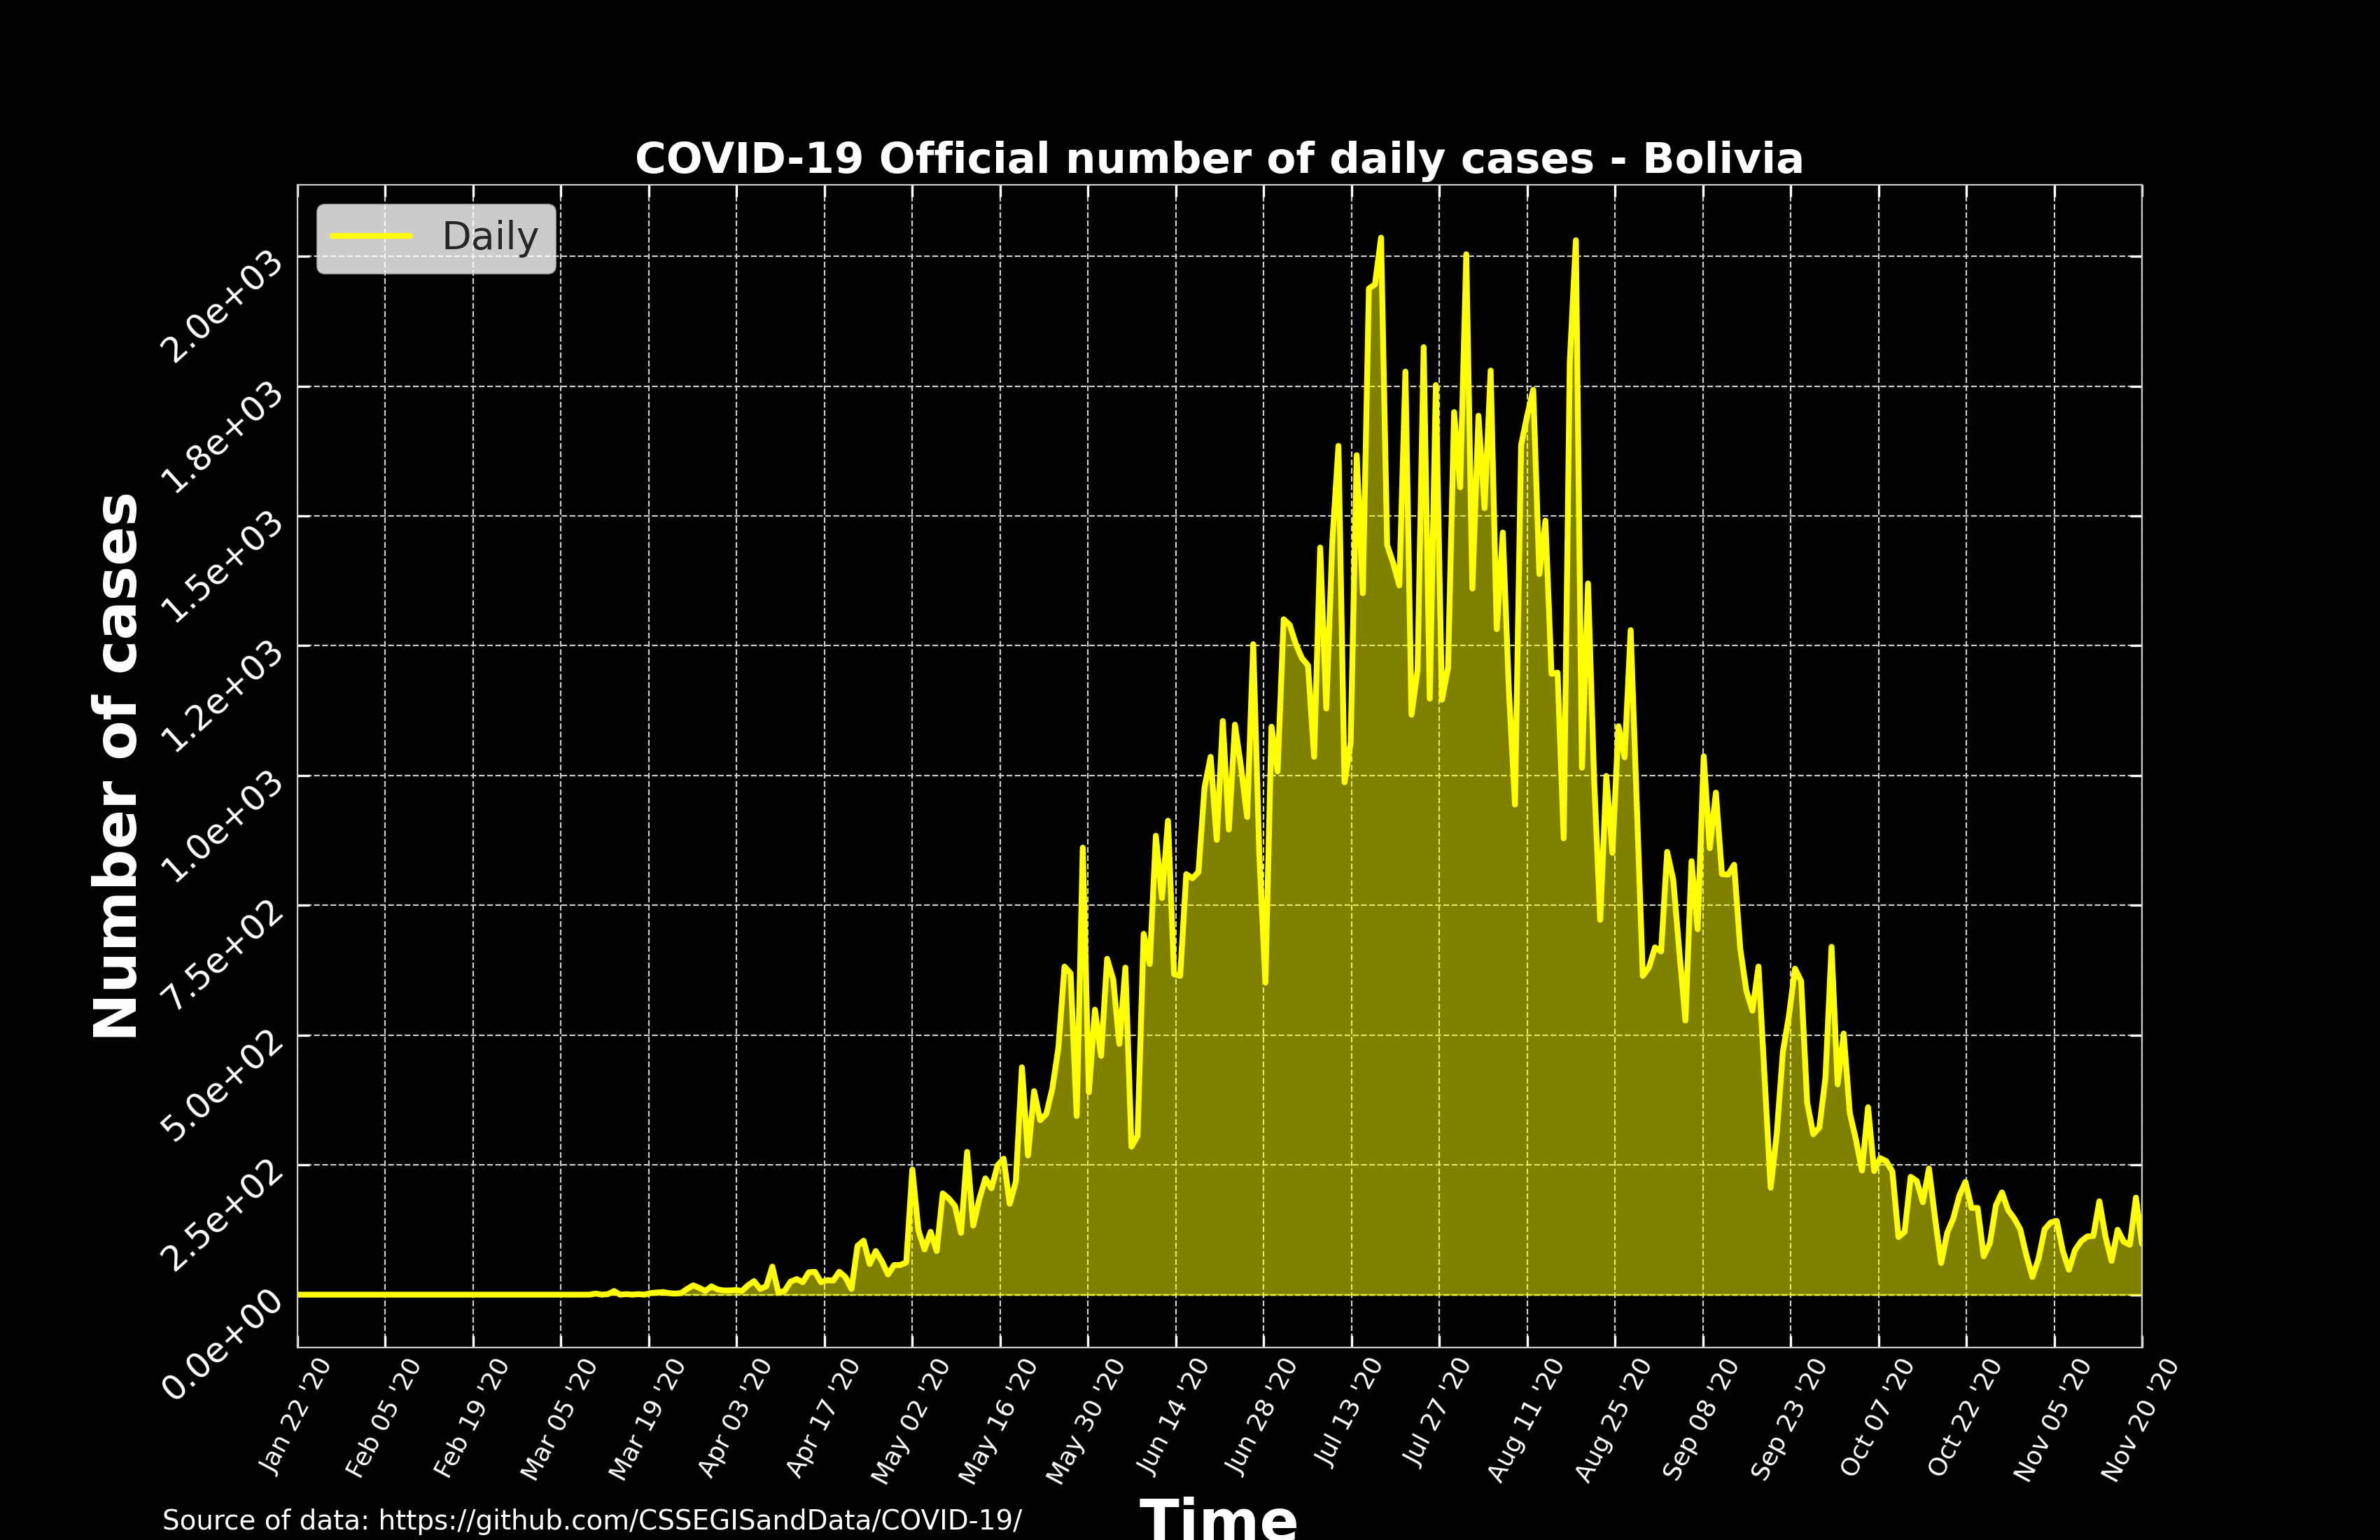 COVID-19 Official number of daily cases - Bolivia
Daily
Number of cases
2.0e+03
1.8e+03
1.5e+03
1.2e+03
1.0e+03
7.5e+02
5.0e+02
2.5e+02
0.0e+00
Jan 22 '20
Feb 05 '20
Feb 19 '20
Mar 05 '20
Mar 19 '20
Apr 03 '20
Apr 17 '20
May 02 '20
May 16 '20
May 30 '20
Jun 14 '20
Jun 28 '20
Jul 13 '20
Jul 27 '20
Aug 11 '20
Aug 25 '20
Sep 08 '20
Sep 23 '20
Oct 07 '20
Oct 22 '20
Nov 05 '20
Nov 20 '20
Time
Source of data: https://github.com/CSSEGISandData/COVID-19/